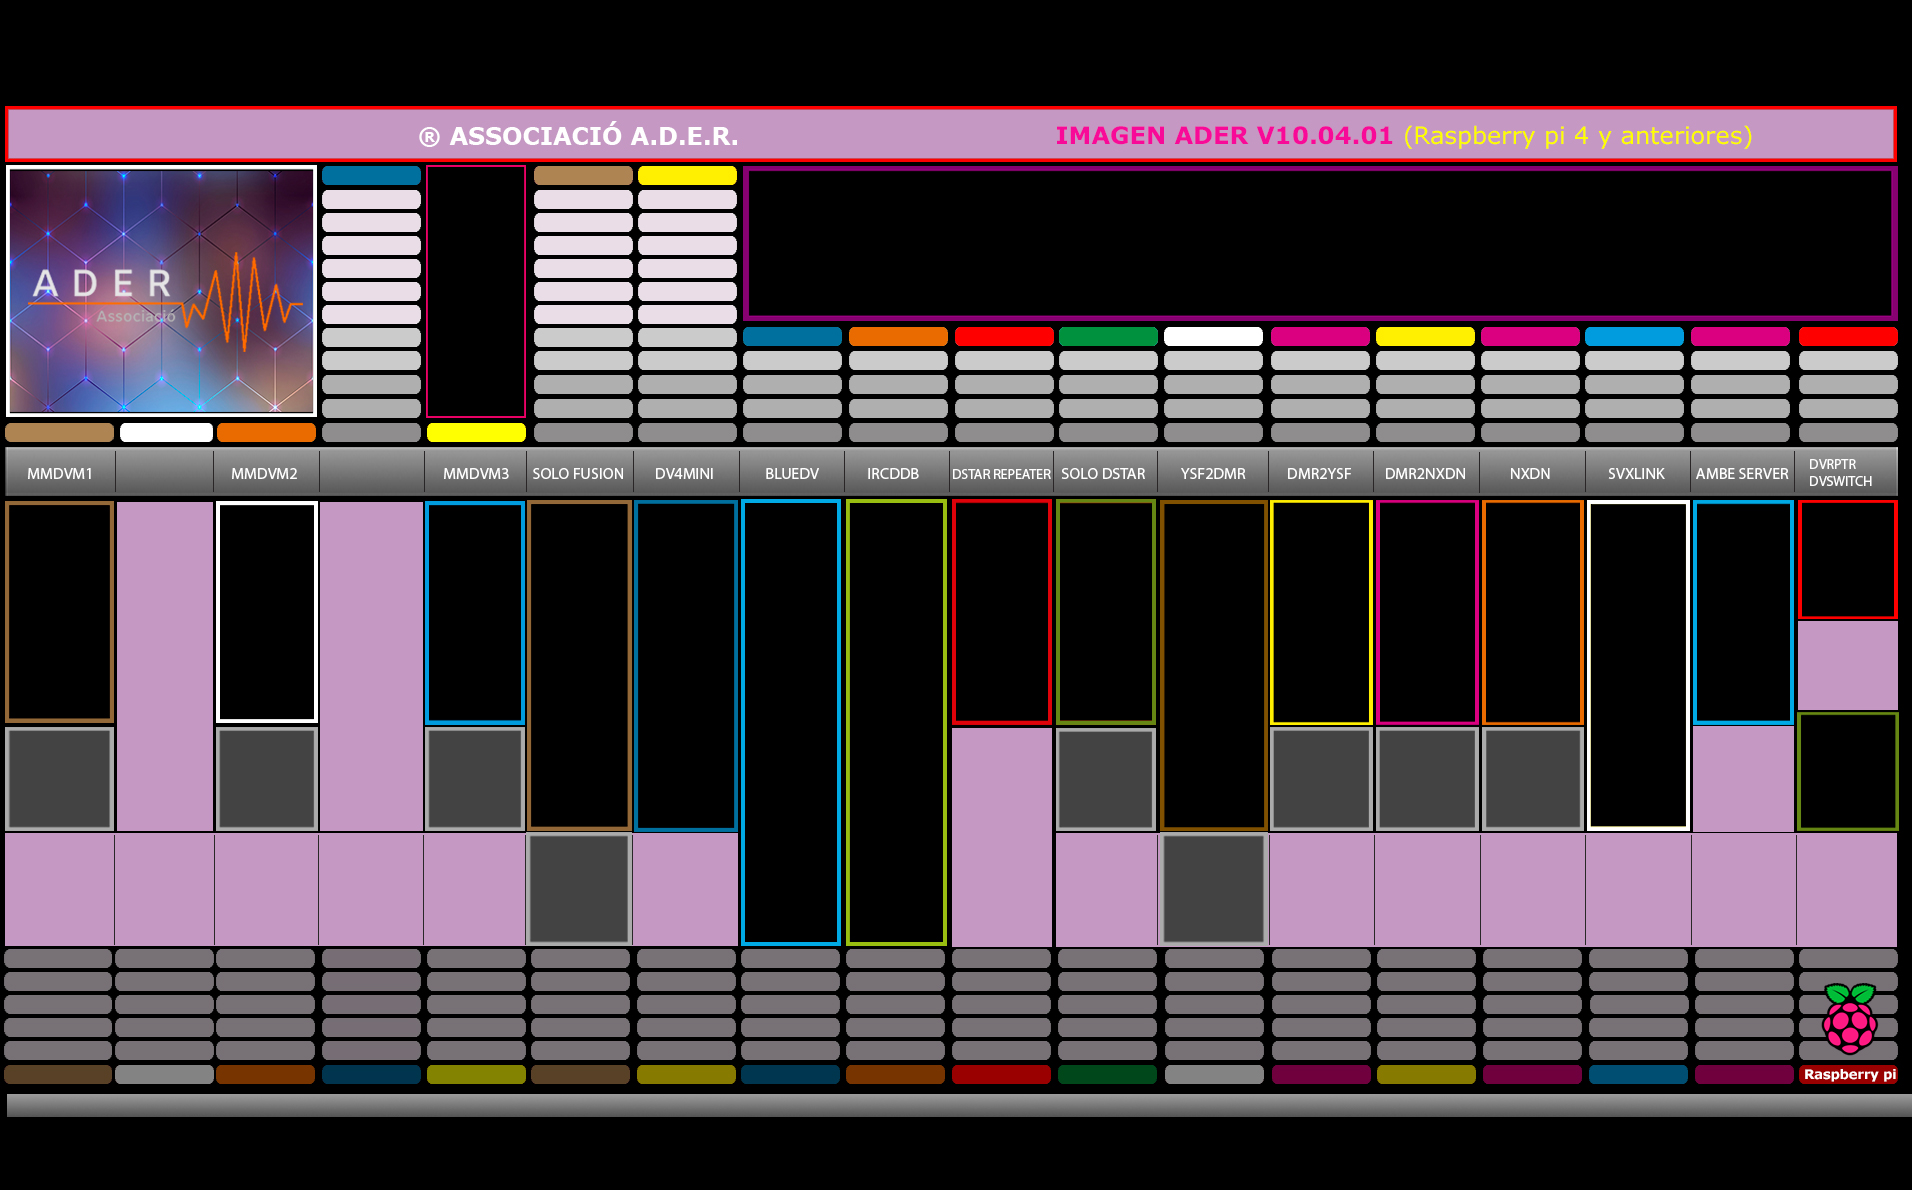 ® ASSOCIACIÓ A.D.E.R.
IMAGEN ADER V10.04.01 (Raspberry pi 4 y anteriores)
ADER
Associació
MMDVM1
MMDVM2
MMDVM3
SOLO FUSION
DV4MINI
BLUEDV
IRCDDB
DSTAR REPEATER
SOLO DSTAR
YSF2DMR
DMR2YSF
DMR2NXDN
NXDN
SVXLINK
AMBE SERVER
DVRPTR
DVSWITCH
Raspberry pi